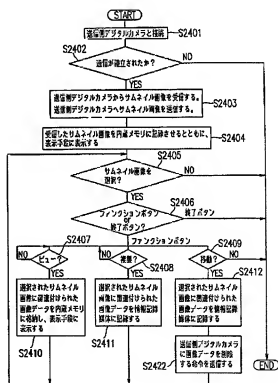 START
送信側デジタルカメラと接続
S2401
S2402
通信が確立されたか?
NO
YES
送信側デジタルカメラからサムネイル画像を受信する。
送信側デジタルカメラへサムネイル画像を送信する。
S2403
受信したサムネイル画像を内蔵メモリに記録させるとともに、
表示手段に表示する
S2404
S2405
サムネイル画像を
選択?
NO
YES
S2406
ファンクションボタン
or
終了ボタン?
終了ボタン
ファンクションボタン
S2407
NO
ビュー?
YES
NO
複製?
S2408
YES
S2409
移動?
NO
YES
S2412
選択されたサムネイル
画像に関連付けられた
画像データを内蔵メモリ
に格納し、表示手段に
表示する
S2410
選択されたサムネイル
画像に関連付けられた
画像データを情報記録
媒体に記録する
S2411
選択されたサムネイル
画像に関連付けられた
画像データを情報記録
媒体に記録する
送信側デジタルカメラ
に画像データを削除
する命令を送信する
S2422
END